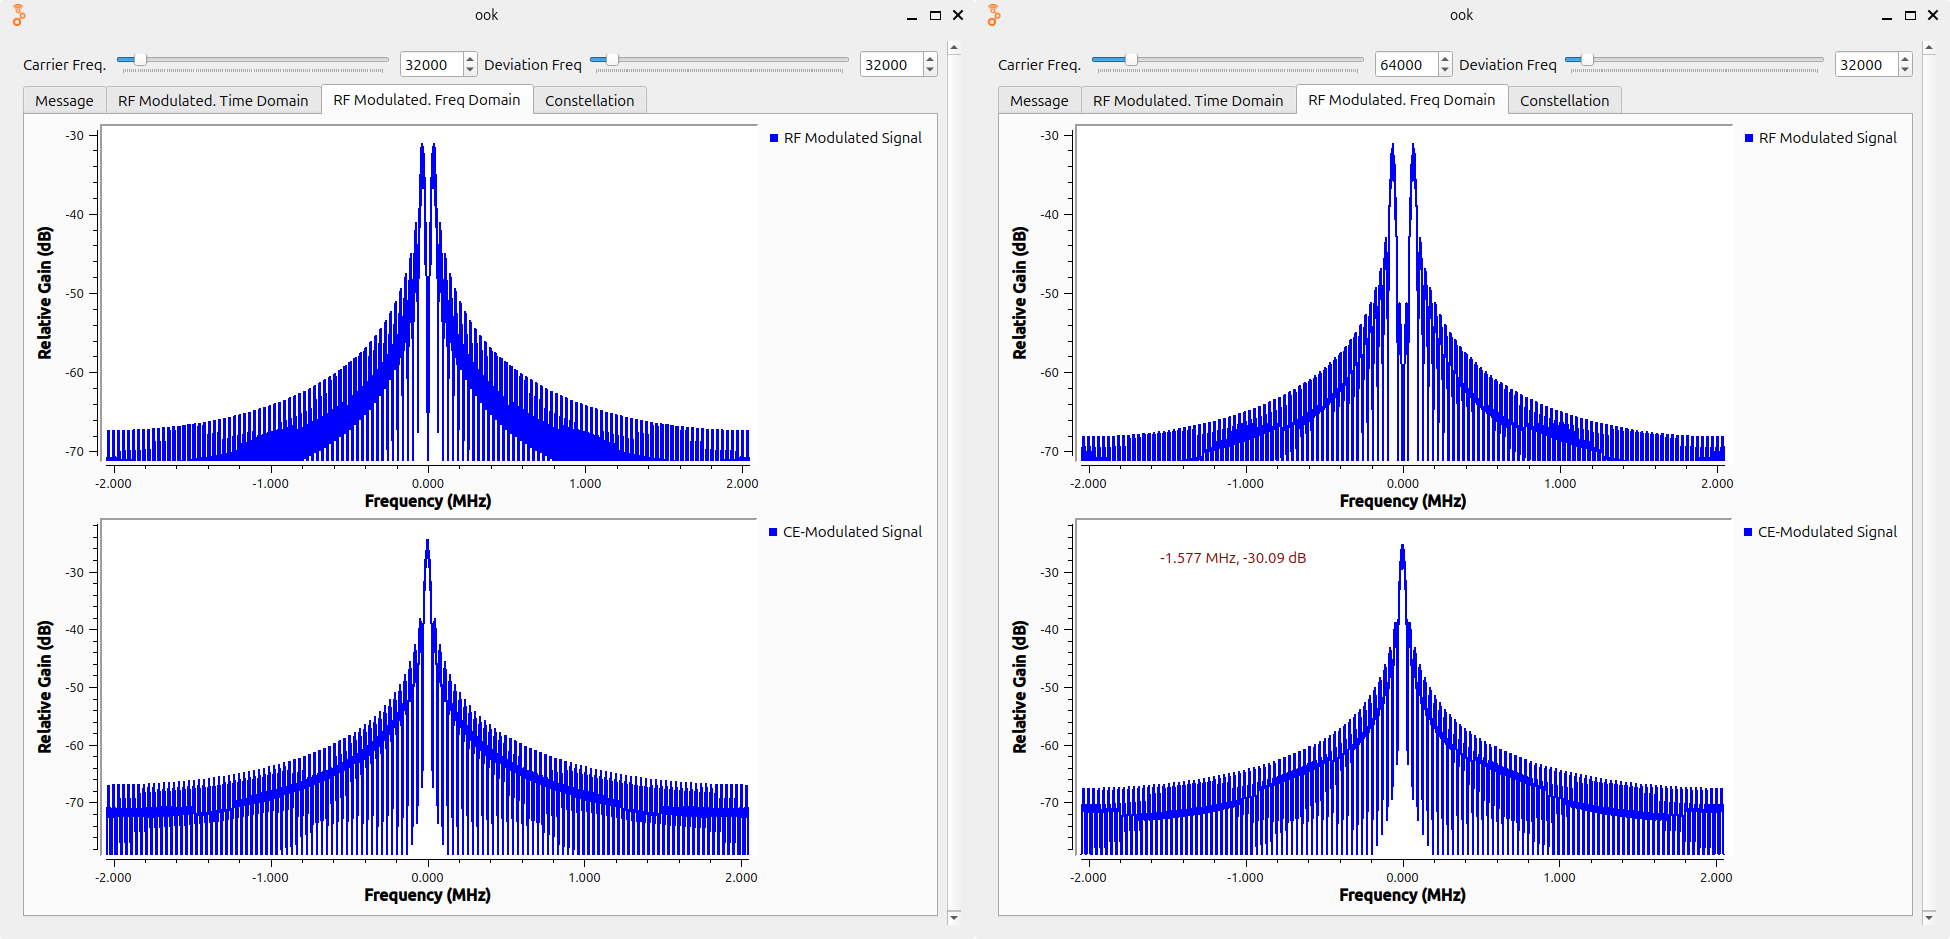 ook
Carrier Freq. 32000 Deviation Freq 32000
Message RF Modulated. Time Domain RF Modulated. Freq Domain Constellation
RF Modulated Signal
Relative Gain (dB)
-30
-40
-50
-60
-70
-2.000 -1.000 0.000 1.000 2.000
Frequency (MHz)
CE-Modulated Signal
Relative Gain (dB)
-30
-40
-50
-60
-70
-2.000 -1.000 0.000 1.000 2.000
Frequency (MHz)
ook
Carrier Freq. 64000 Deviation Freq 32000
Message RF Modulated. Time Domain RF Modulated. Freq Domain Constellation
RF Modulated Signal
Relative Gain (dB)
-30
-40
-50
-60
-70
-2.000 -1.000 0.000 1.000 2.000
Frequency (MHz)
CE-Modulated Signal
-1.577 MHz, -30.09 dB
Relative Gain (dB)
-30
-40
-50
-60
-70
-2.000 -1.000 0.000 1.000 2.000
Frequency (MHz)